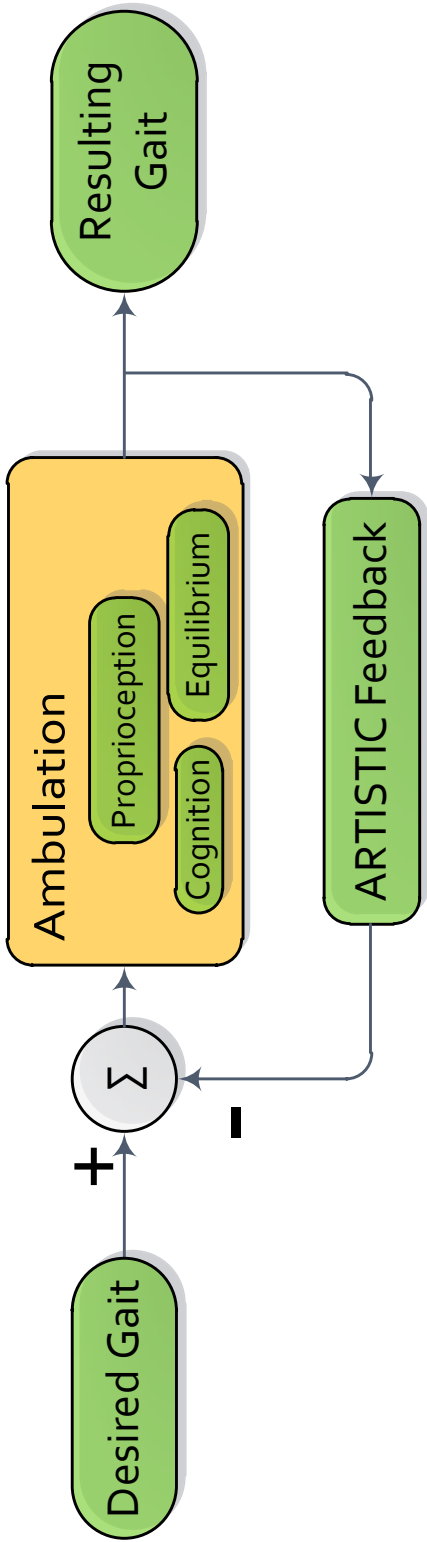 Desired Gait
+
Σ
-
Ambulation
Proprioception
Cognition
Equilibrium
ARTISTIC Feedback
Resulting
Gait